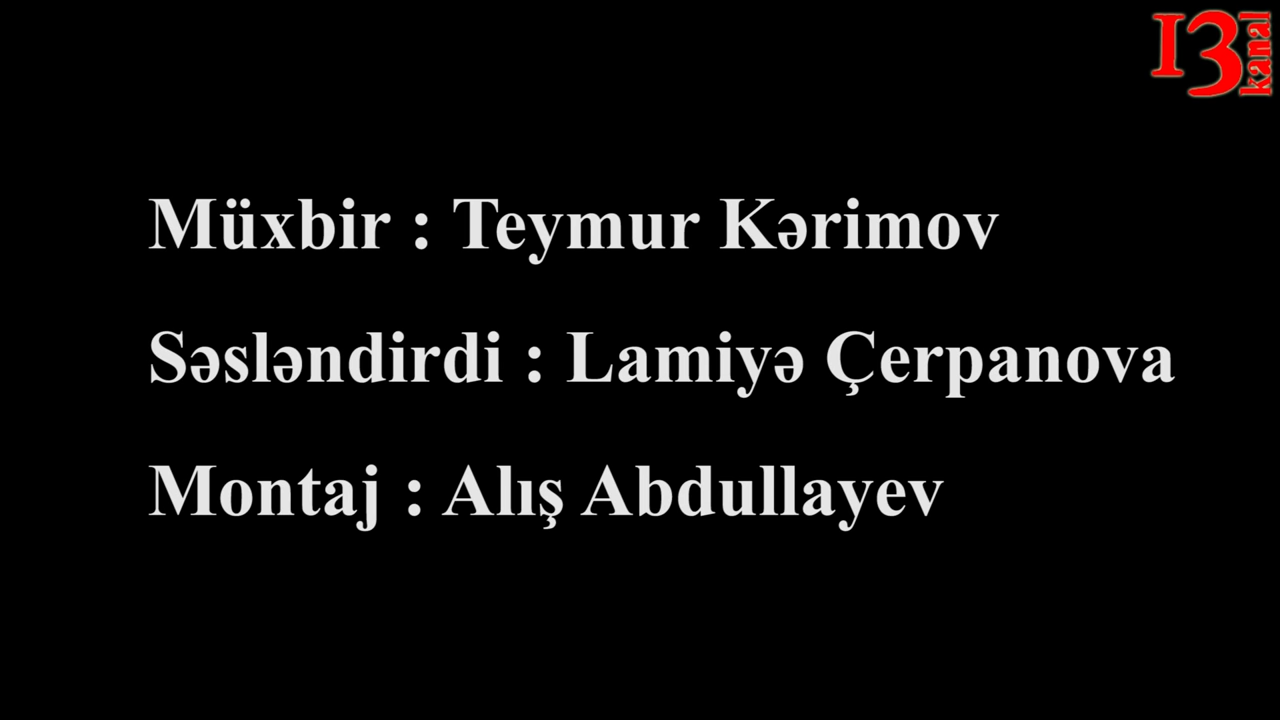 13 kanal
Müxbir : Teymur Kərimov
Səsləndirdi : Lamiyə Çerpanova
Montaj : Alış Abdullayev